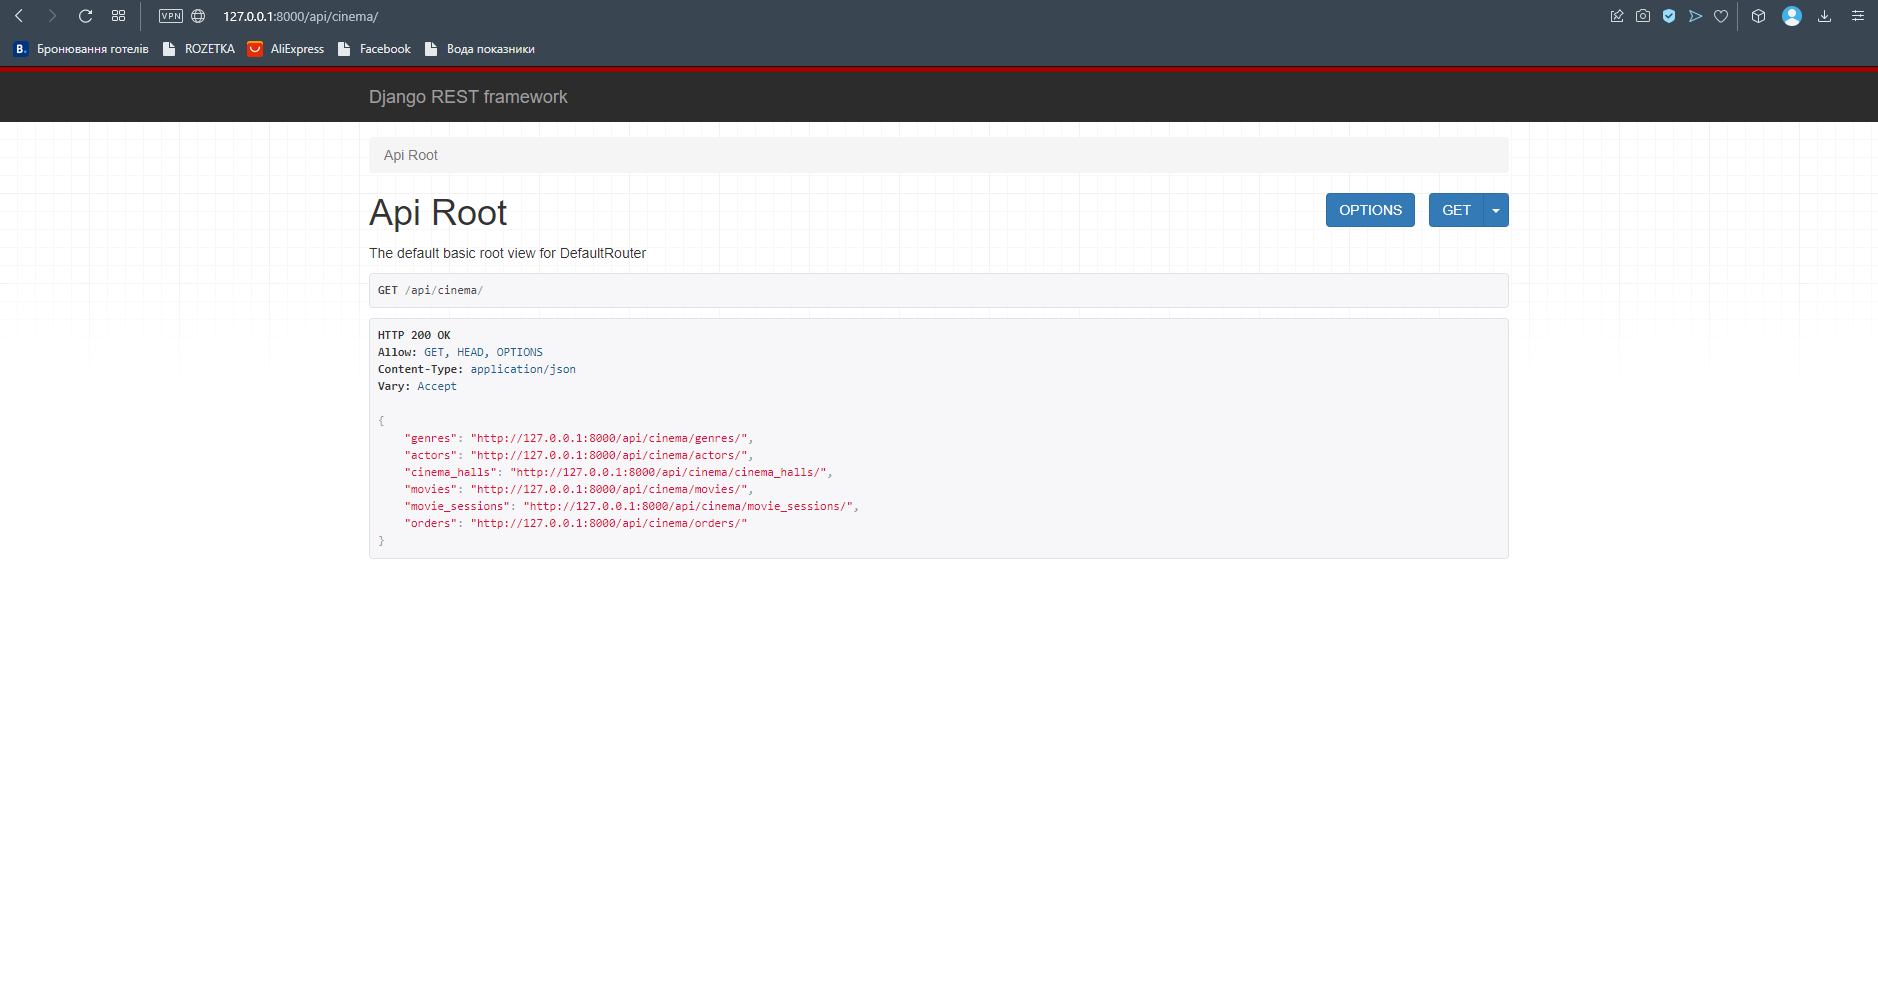 VPN 127.0.0.1:8000/api/cinema/
B. Бронювання готелів ROZETKA AliExpress Facebook Вода показники
Django REST framework
Api Root
Api Root
OPTIONS GET
The default basic root view for DefaultRouter
GET /api/cinema/
HTTP 200 OK
Allow: GET, HEAD, OPTIONS
Content-Type: application/json
Vary: Accept
{
    "genres": "http://127.0.0.1:8000/api/cinema/genres/",
    "actors": "http://127.0.0.1:8000/api/cinema/actors/",
    "cinema_halls": "http://127.0.0.1:8000/api/cinema/cinema_halls/",
    "movies": "http://127.0.0.1:8000/api/cinema/movies/",
    "movie_sessions": "http://127.0.0.1:8000/api/cinema/movie_sessions/",
    "orders": "http://127.0.0.1:8000/api/cinema/orders/"
}